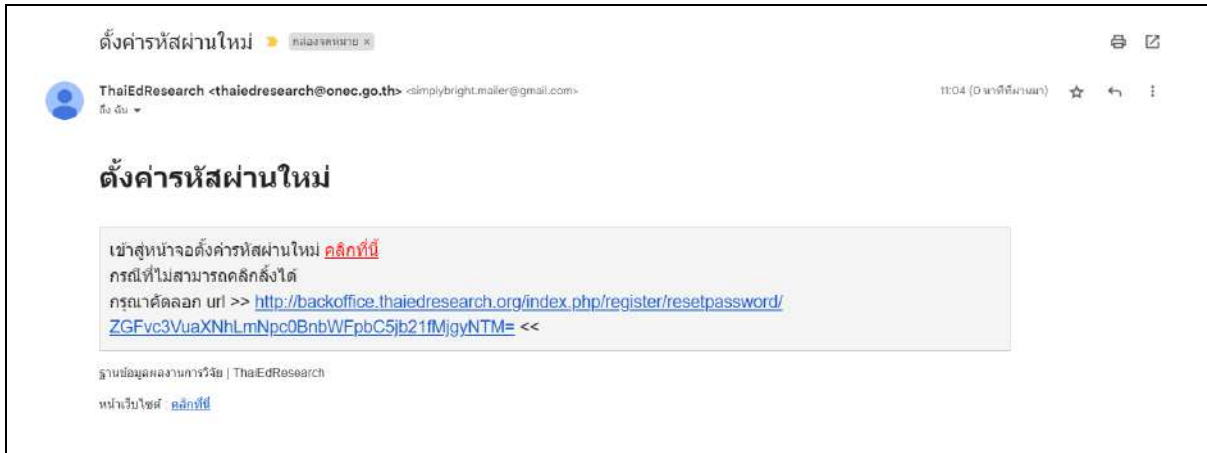 ตั้งค่ารหัสผ่านใหม่ กล่องจดหมาย ×
ThaiEdResearch <thaiedresearch@onec.go.th> <simplybright.mailer@gmail.com>
11:04 (0 นาทีที่ผ่านมา)
ถึง ฉัน
ตั้งค่ารหัสผ่านใหม่
เข้าสู่หน้าจอตั้งค่ารหัสผ่านใหม่ คลิกที่นี่
กรณีที่ไม่สามารถคลิกลิ้งได้
กรุณาคัดลอก url >> http://backoffice.thaiedresearch.org/index.php/register/resetpassword/
ZGFvc3VuaXNhLmNpc0BnbWFpbC5jb21fMjgyNTM= <<
ฐานข้อมูลผลงานการวิจัย | ThaiEdResearch
หน้าเว็บไซต์ : คลิกที่นี่